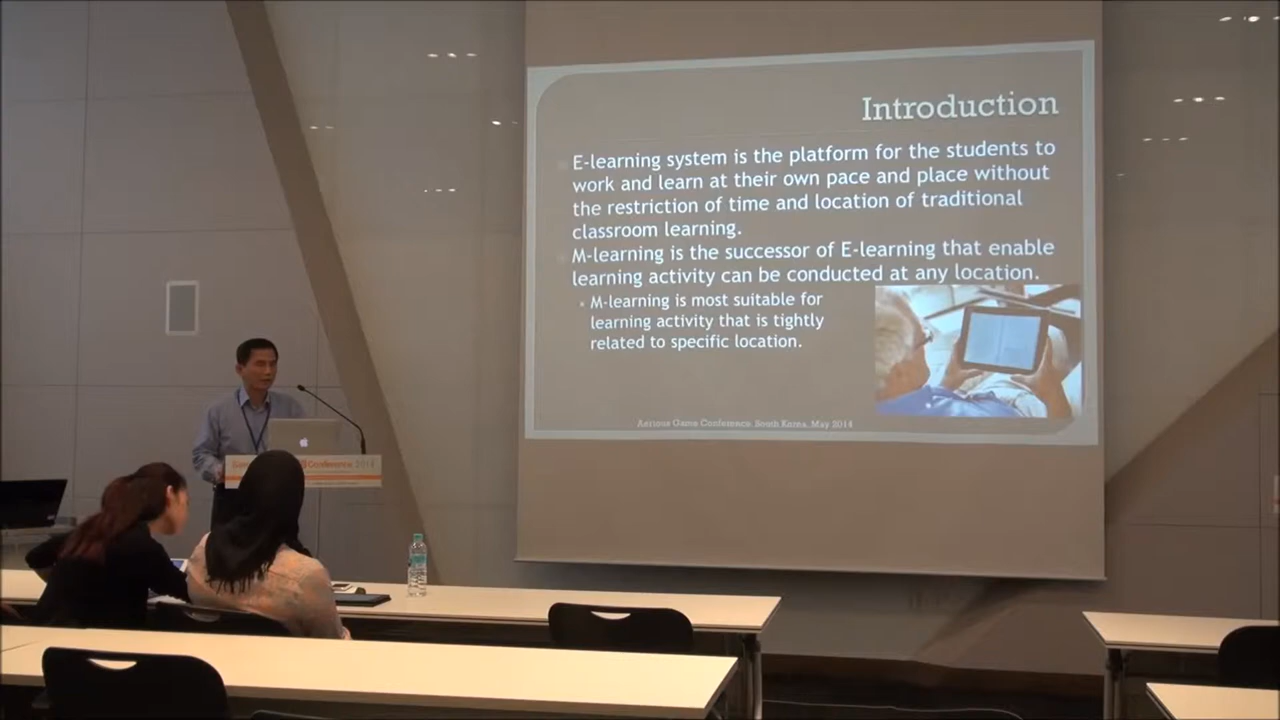 Introduction
E-learning system is the platform for the students to
work and learn at their own pace and place without
the restriction of time and location of traditional
classroom learning.
M-learning is the successor of E-learning that enable
learning activity can be conducted at any location.
M-learning is most suitable for
learning activity that is tightly
related to specific location.
Serious Game Conference, South Korea, May 2014
Conference 2014